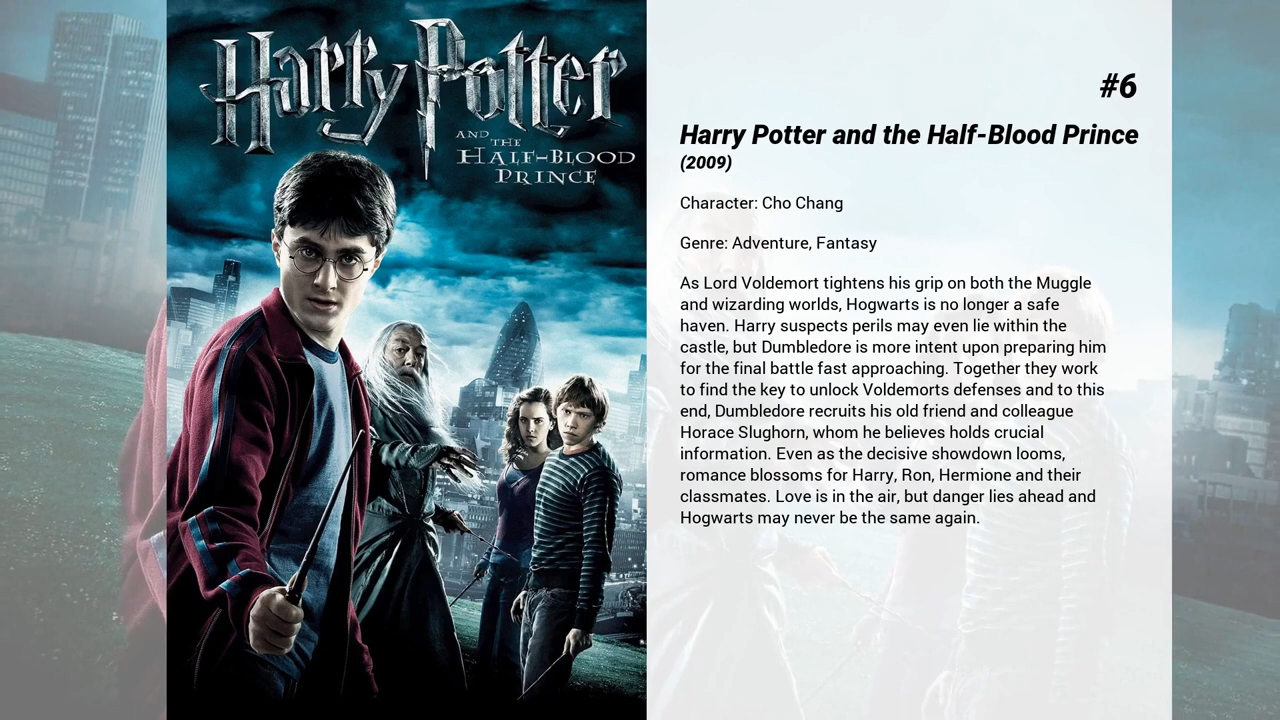 Harry Potter
AND
THE
HALF-BLOOD
PRINCE
#6
Harry Potter and the Half-Blood Prince
(2009)
Character: Cho Chang
Genre: Adventure, Fantasy
As Lord Voldemort tightens his grip on both the Muggle
and wizarding worlds, Hogwarts is no longer a safe
haven. Harry suspects perils may even lie within the
castle, but Dumbledore is more intent upon preparing him
for the final battle fast approaching. Together they work
to find the key to unlock Voldemorts defenses and to this
end, Dumbledore recruits his old friend and colleague
Horace Slughorn, whom he believes holds crucial
information. Even as the decisive showdown looms,
romance blossoms for Harry, Ron, Hermione and their
classmates. Love is in the air, but danger lies ahead and
Hogwarts may never be the same again.